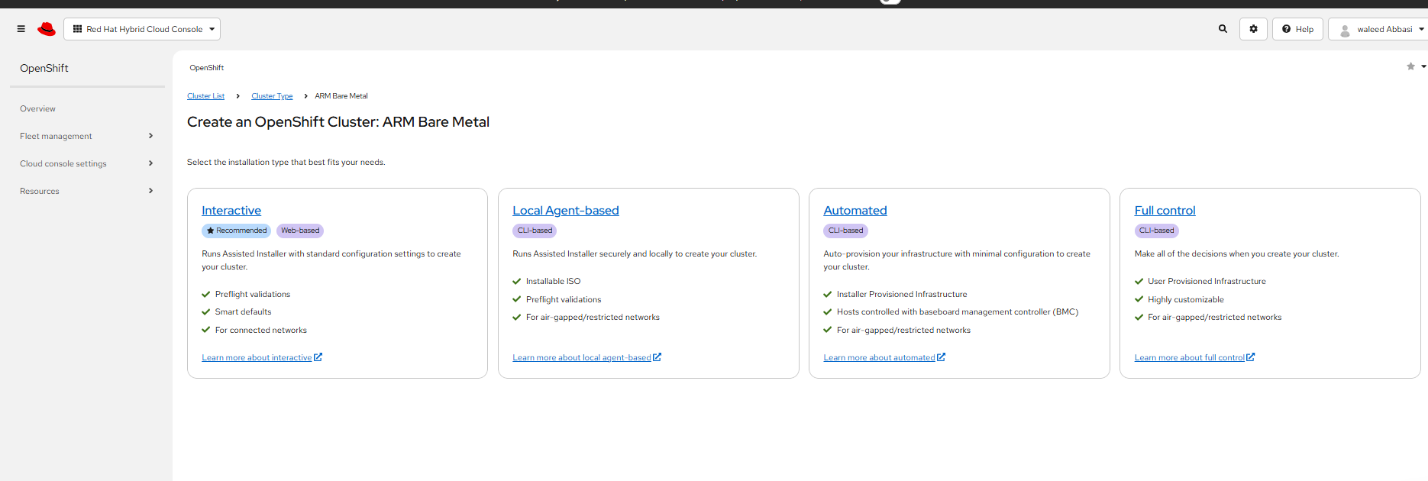 Red Hat Hybrid Cloud Console
Help
waleed Abbasi
OpenShift
Overview
Fleet management
Cloud console settings
Resources
OpenShift
Cluster List > Cluster Type > ARM Bare Metal
Create an OpenShift Cluster: ARM Bare Metal
Select the installation type that best fits your needs.
Interactive
Recommended Web-based
Runs Assisted Installer with standard configuration settings to create
your cluster.
Preflight validations
Smart defaults
For connected networks
Learn more about interactive
Local Agent-based
CLI-based
Runs Assisted Installer securely and locally to create your cluster.
Installable ISO
Preflight validations
For air-gapped/restricted networks
Learn more about local agent-based
Automated
CLI-based
Auto-provision your infrastructure with minimal configuration to create
your cluster.
Installer Provisioned Infrastructure
Hosts controlled with baseboard management controller (BMC)
For air-gapped/restricted networks
Learn more about automated
Full control
CLI-based
Make all of the decisions when you create your cluster.
User Provisioned Infrastructure
Highly customizable
For air-gapped/restricted networks
Learn more about full control